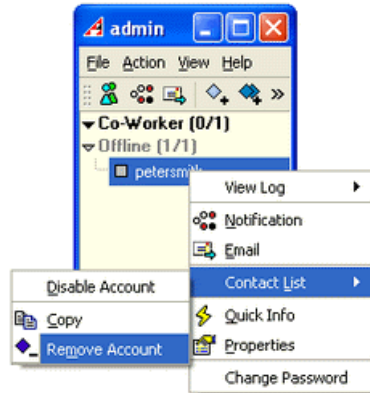 admin
File Action View Help
Co-Worker (0/1)
Offline (1/1)
petersmith
View Log
Notification
Email
Contact List
Disable Account
Copy
Remove Account
Quick Info
Properties
Change Password